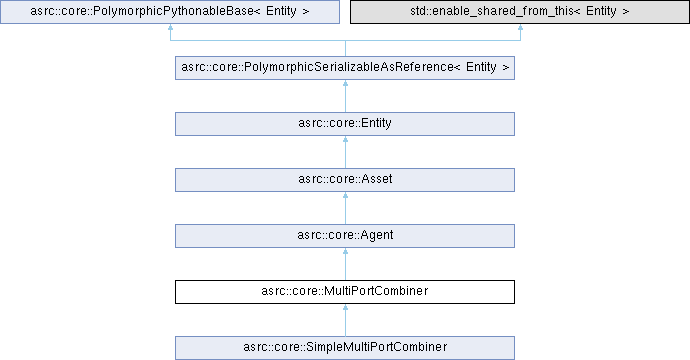 asrc::core::PolymorphicPythonableBase< Entity >
std::enable_shared_from_this< Entity >
asrc::core::PolymorphicSerializableAsReference< Entity >
asrc::core::Entity
asrc::core::Asset
asrc::core::Agent
asrc::core::MultiPortCombiner
asrc::core::SimpleMultiPortCombiner